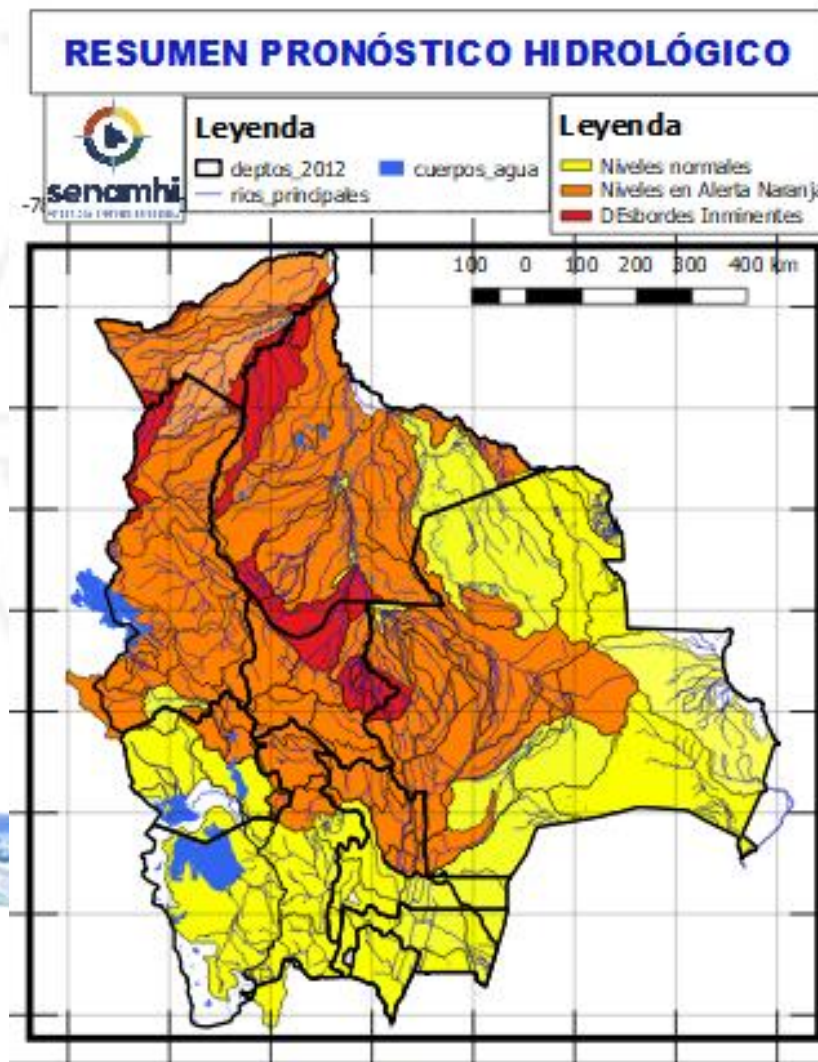 RESUMEN PRONÓSTICO HIDROLÓGICO
senamhi
Leyenda
deptos_2012 cuerpos_agua
rios_principales
Leyenda
Niveles normales
Niveles en Alerta Naranja
DEsbordes Inminentes
100 0 100 200 300 400 km